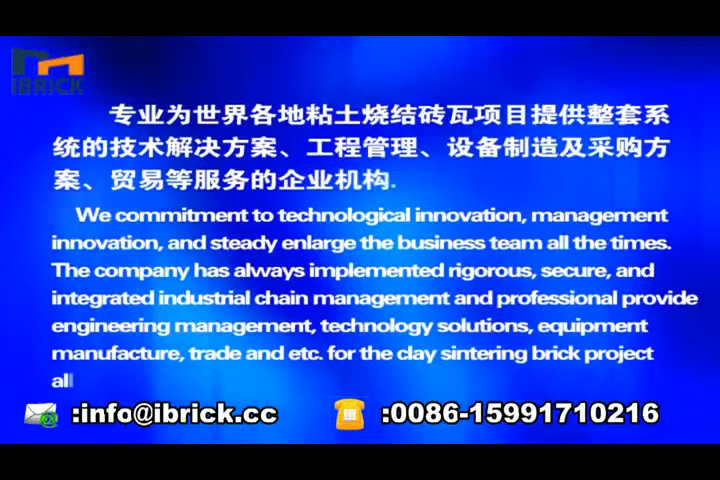 IBRICK
专业为世界各地粘土烧结砖瓦项目提供整套系
统的技术解决方案、工程管理、设备制造及采购方
案、贸易等服务的企业机构.
We commitment to technological innovation, management
innovation, and steady enlarge the business team all the times.
The company has always implemented rigorous, secure, and
integrated industrial chain management and professional provide
engineering management, technology solutions, equipment
manufacture, trade and etc. for the clay sintering brick project
all
:info@ibrick.cc :0086-15991710216